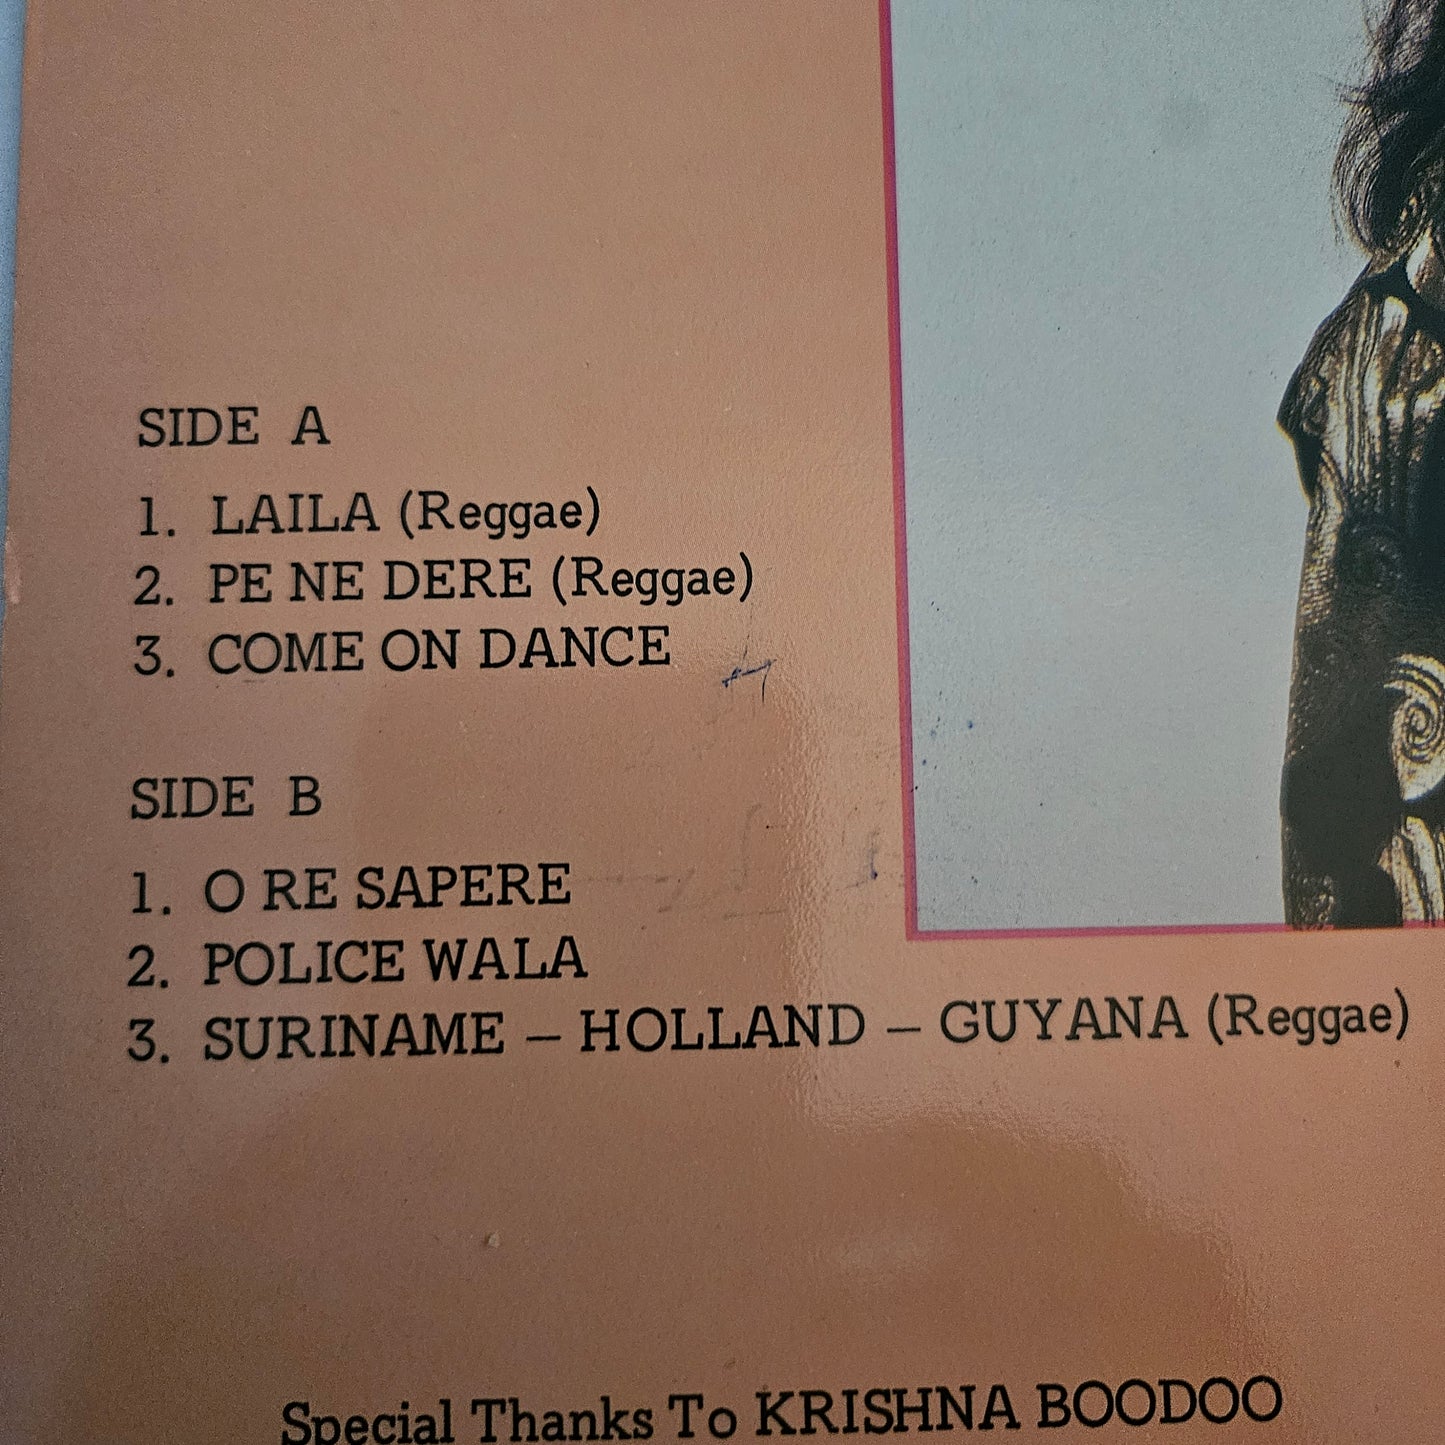 SIDE A
1. LAILA (Reggae)
2. PE NE DERE (Reggae)
3. COME ON DANCE
SIDE B
1. O RE SAPERE
2. POLICE WALA
3. SURINAME – HOLLAND – GUYANA (Reggae)
Special Thanks To KRISHNA BOODOO